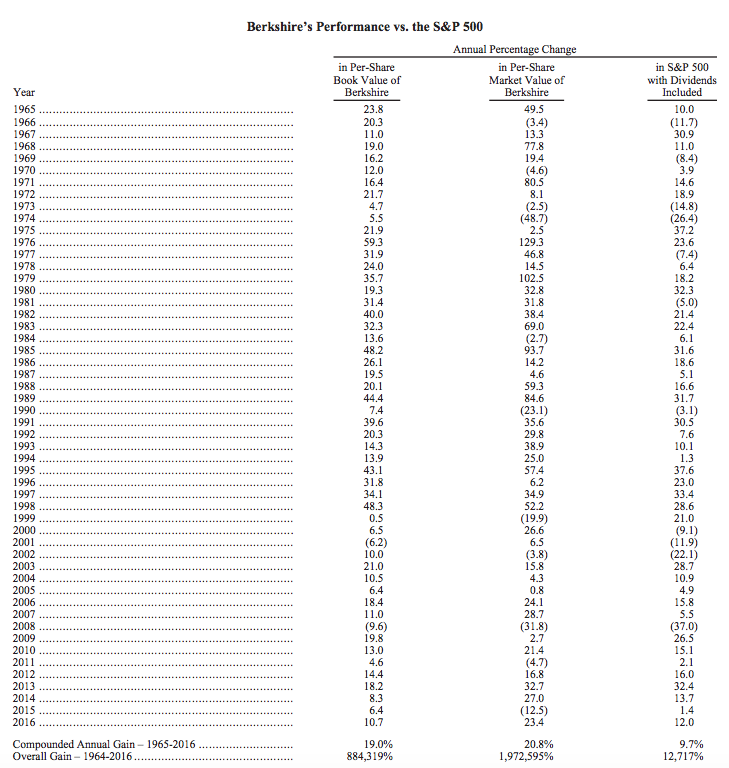 Berkshire's Performance vs. the S&P 500
Annual Percentage Change
in Per-Share in Per-Share in S&P 500
Book Value of Market Value of with Dividends
Year Berkshire Berkshire Included
1965 ........ 23.8 49.5 10.0
1966 ........ 20.3 (3.4) (11.7)
1967 ........ 11.0 13.3 30.9
1968 ........ 19.0 77.8 11.0
1969 ........ 16.2 19.4 (8.4)
1970 ........ 12.0 (4.6) 3.9
1971 ........ 16.4 80.5 14.6
1972 ........ 21.7 8.1 18.9
1973 ........ 4.7 (2.5) (14.8)
1974 ........ 5.5 (48.7) (26.4)
1975 ........ 21.9 2.5 37.2
1976 ........ 59.3 129.3 23.6
1977 ........ 31.9 46.8 (7.4)
1978 ........ 24.0 14.5 6.4
1979 ........ 35.7 102.5 18.2
1980 ........ 19.3 32.8 32.3
1981 ........ 31.4 31.8 (5.0)
1982 ........ 40.0 38.4 21.4
1983 ........ 32.3 69.0 22.4
1984 ........ 13.6 (2.7) 6.1
1985 ........ 48.2 93.7 31.6
1986 ........ 26.1 14.2 18.6
1987 ........ 19.5 4.6 5.1
1988 ........ 20.1 59.3 16.6
1989 ........ 44.4 84.6 31.7
1990 ........ 7.4 (23.1) (3.1)
1991 ........ 39.6 35.6 30.5
1992 ........ 20.3 29.8 7.6
1993 ........ 14.3 38.9 10.1
1994 ........ 13.9 25.0 1.3
1995 ........ 43.1 57.4 37.6
1996 ........ 31.8 6.2 23.0
1997 ........ 34.1 34.9 33.4
1998 ........ 48.3 52.2 28.6
1999 ........ 0.5 (19.9) 21.0
2000 ........ 6.5 26.6 (9.1)
2001 ........ (6.2) 6.5 (11.9)
2002 ........ 10.0 (3.8) (22.1)
2003 ........ 21.0 15.8 28.7
2004 ........ 10.5 4.3 10.9
2005 ........ 6.4 0.8 4.9
2006 ........ 18.4 24.1 15.8
2007 ........ 11.0 28.7 5.5
2008 ........ (9.6) (31.8) (37.0)
2009 ........ 19.8 2.7 26.5
2010 ........ 13.0 21.4 15.1
2011 ........ 4.6 (4.7) 2.1
2012 ........ 14.4 16.8 16.0
2013 ........ 18.2 32.7 32.4
2014 ........ 8.3 27.0 13.7
2015 ........ 6.4 (12.5) 1.4
2016 ........ 10.7 23.4 12.0
Compounded Annual Gain – 1965-2016 ........ 19.0% 20.8% 9.7%
Overall Gain – 1964-2016 ........ 884,319% 1,972,595% 12,717%